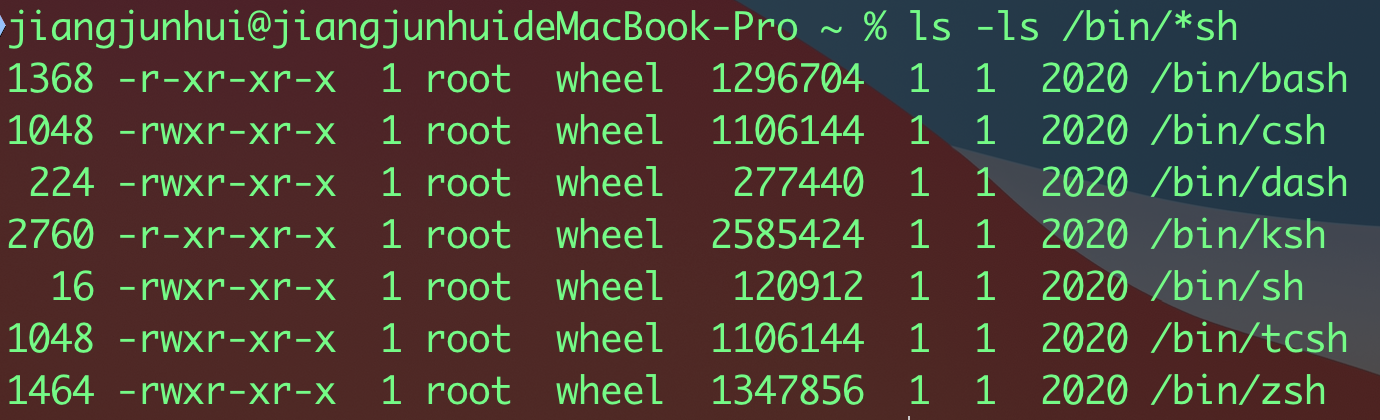 jiangjunhui@jiangjunhuideMacBook-Pro ~ % ls -ls /bin/*sh
1368 -r-xr-xr-x  1 root  wheel  1296704  1  1  2020 /bin/bash
1048 -rwxr-xr-x  1 root  wheel  1106144  1  1  2020 /bin/csh
 224 -rwxr-xr-x  1 root  wheel   277440  1  1  2020 /bin/dash
2760 -r-xr-xr-x  1 root  wheel  2585424  1  1  2020 /bin/ksh
  16 -rwxr-xr-x  1 root  wheel   120912  1  1  2020 /bin/sh
1048 -rwxr-xr-x  1 root  wheel  1106144  1  1  2020 /bin/tcsh
1464 -rwxr-xr-x  1 root  wheel  1347856  1  1  2020 /bin/zsh